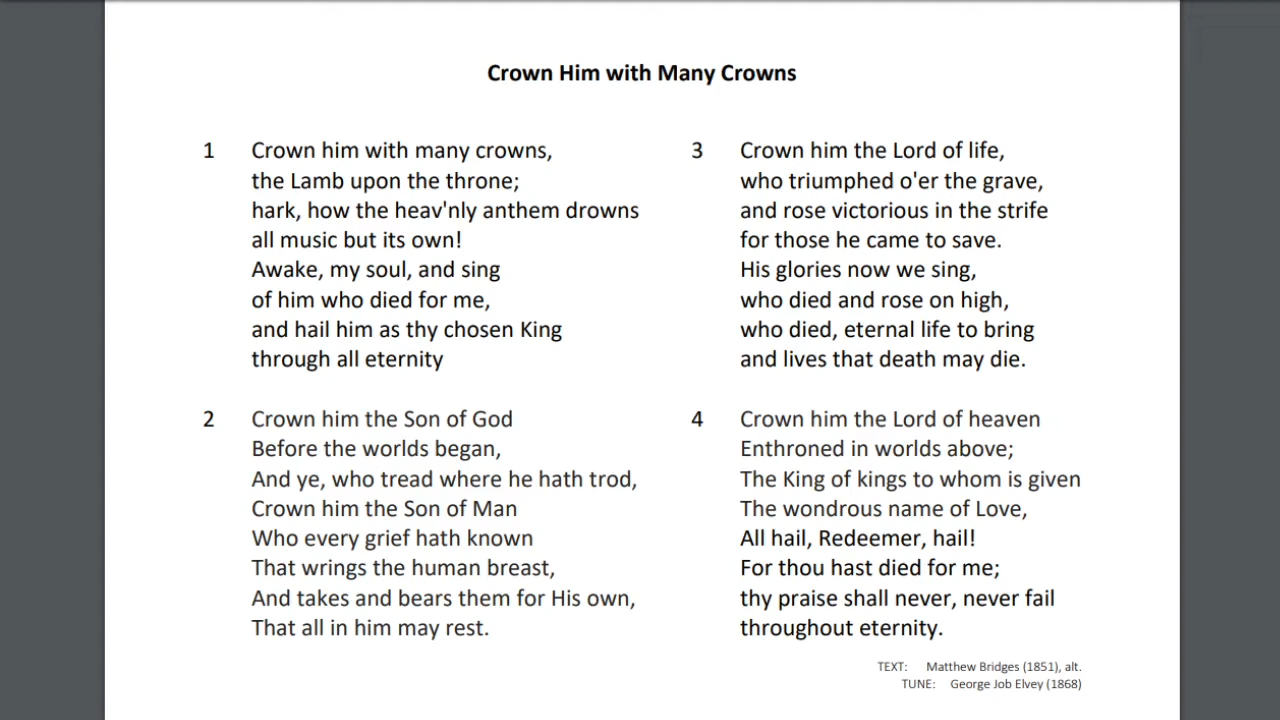 Crown Him with Many Crowns
1 Crown him with many crowns,
the Lamb upon the throne;
hark, how the heav'nly anthem drowns
all music but its own!
Awake, my soul, and sing
of him who died for me,
and hail him as thy chosen King
through all eternity
2 Crown him the Son of God
Before the worlds began,
And ye, who tread where he hath trod,
Crown him the Son of Man
Who every grief hath known
That wrings the human breast,
And takes and bears them for His own,
That all in him may rest.
3 Crown him the Lord of life,
who triumphed o'er the grave,
and rose victorious in the strife
for those he came to save.
His glories now we sing,
who died and rose on high,
who died, eternal life to bring
and lives that death may die.
4 Crown him the Lord of heaven
Enthroned in worlds above;
The King of kings to whom is given
The wondrous name of Love,
All hail, Redeemer, hail!
For thou hast died for me;
thy praise shall never, never fail
throughout eternity.
TEXT: Matthew Bridges (1851), alt.
TUNE: George Job Elvey (1868)